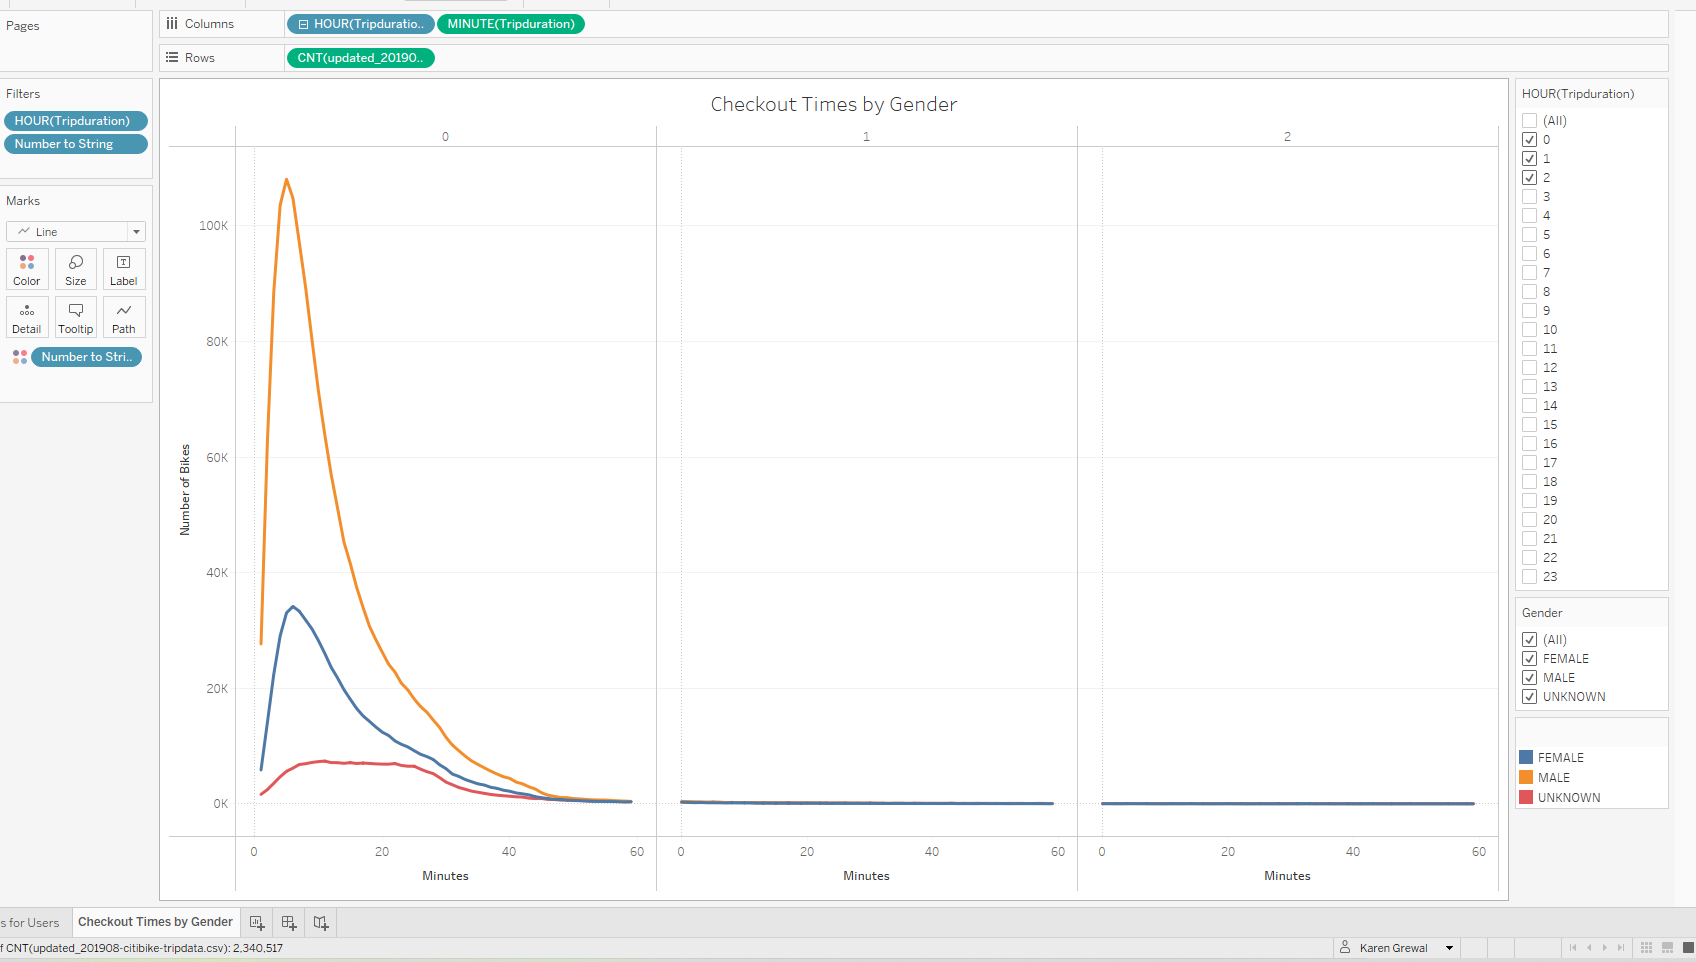 Pages
Columns
HOUR(Tripduratio..
MINUTE(Tripduration)
Rows
CNT(updated_20190..
Filters
HOUR(Tripduration)
Number to String
Marks
Line
Color
Size
Label
Detail
Tooltip
Path
Number to Stri..
Checkout Times by Gender
0
1
2
Number of Bikes
100K
80K
60K
40K
20K
0K
0
20
40
60
0
20
40
60
0
20
40
60
Minutes
Minutes
Minutes
HOUR(Tripduration)
(All)
0
1
2
3
4
5
6
7
8
9
10
11
12
13
14
15
16
17
18
19
20
21
22
23
Gender
(All)
FEMALE
MALE
UNKNOWN
FEMALE
MALE
UNKNOWN
s for Users
Checkout Times by Gender
f CNT(updated_201908-citibike-tripdata.csv): 2,340,517
Karen Grewal